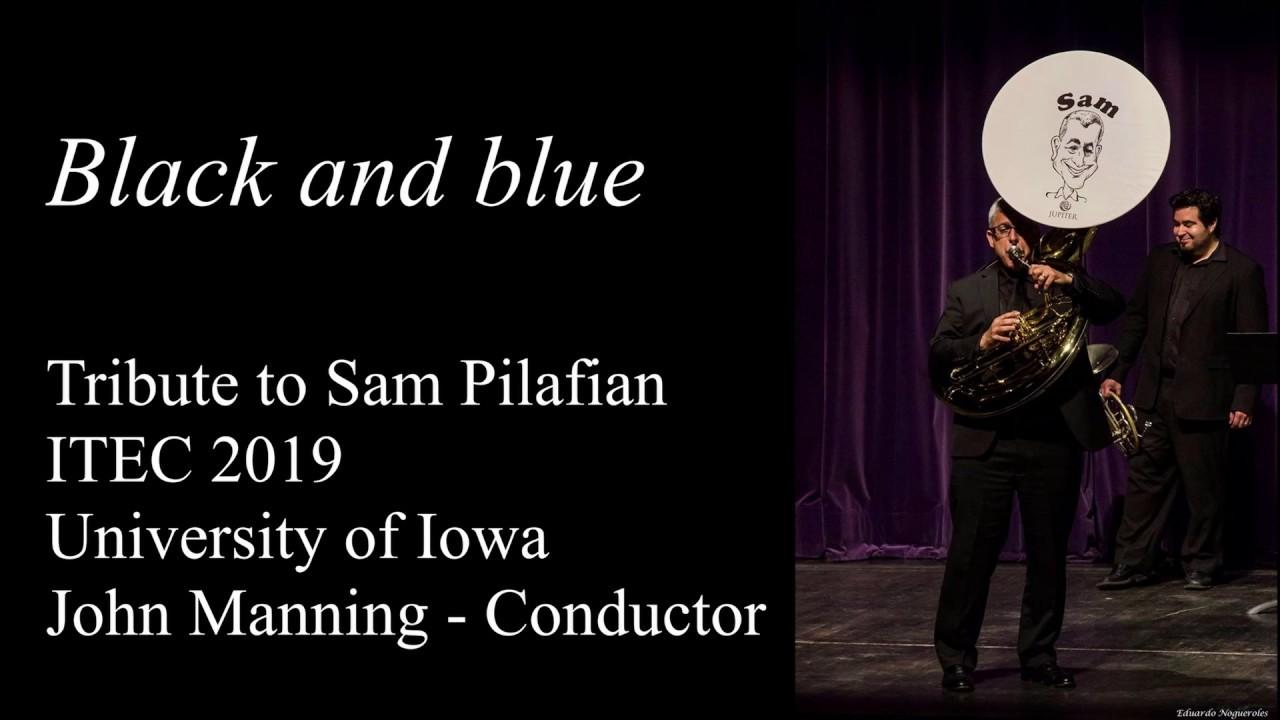 Black and blue
Tribute to Sam Pilafian
ITEC 2019
University of Iowa
John Manning - Conductor
Sam
JUPITER
Eduardo Nogueroles